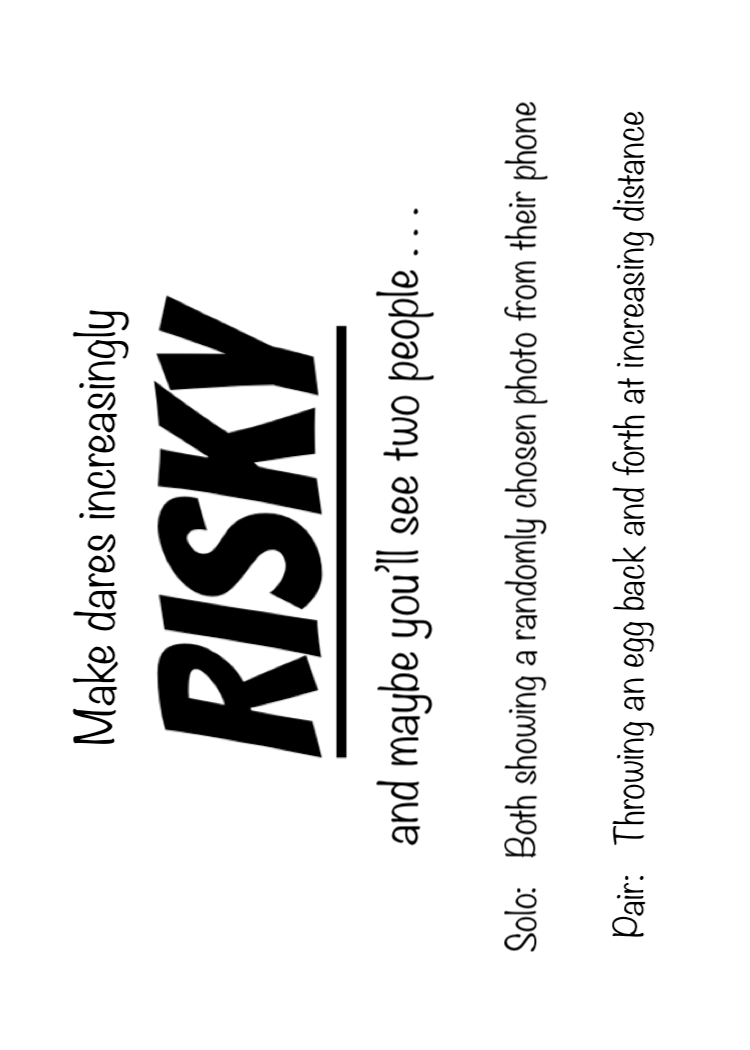 Make dares increasingly
RISKY
and maybe you'll see two people . . .
Solo: Both showing a randomly chosen photo from their phone
Pair: Throwing an egg back and forth at increasing distance